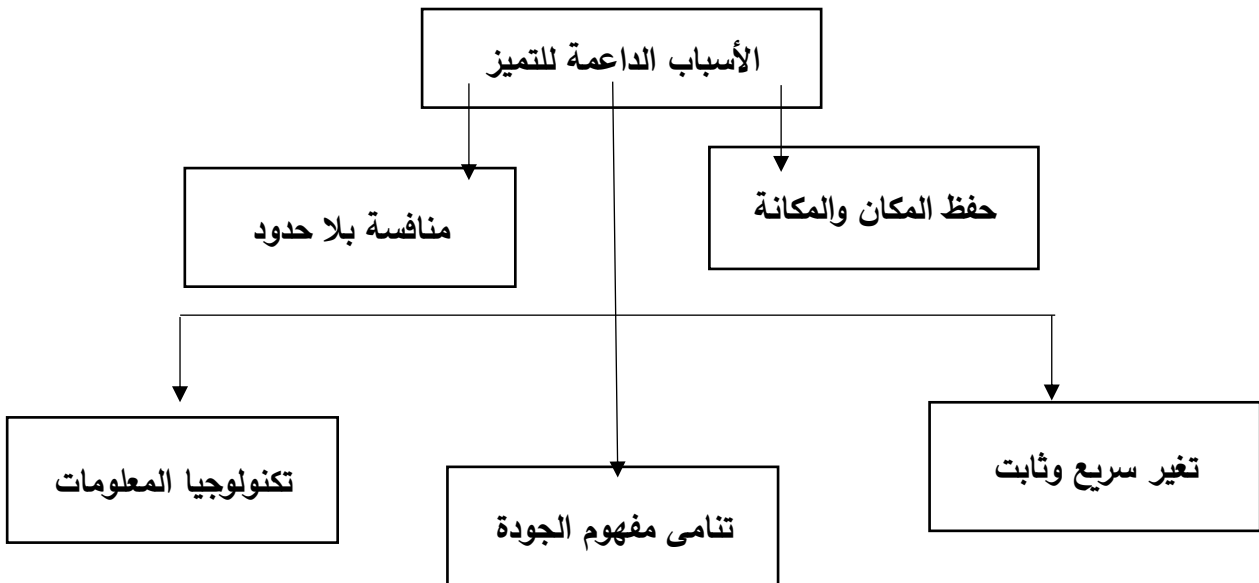 الأسباب الداعمة للتميز
حفظ المكان والمكانة
منافسة بلا حدود
تغير سريع وثابت
تنامى مفهوم الجودة
تكنولوجيا المعلومات